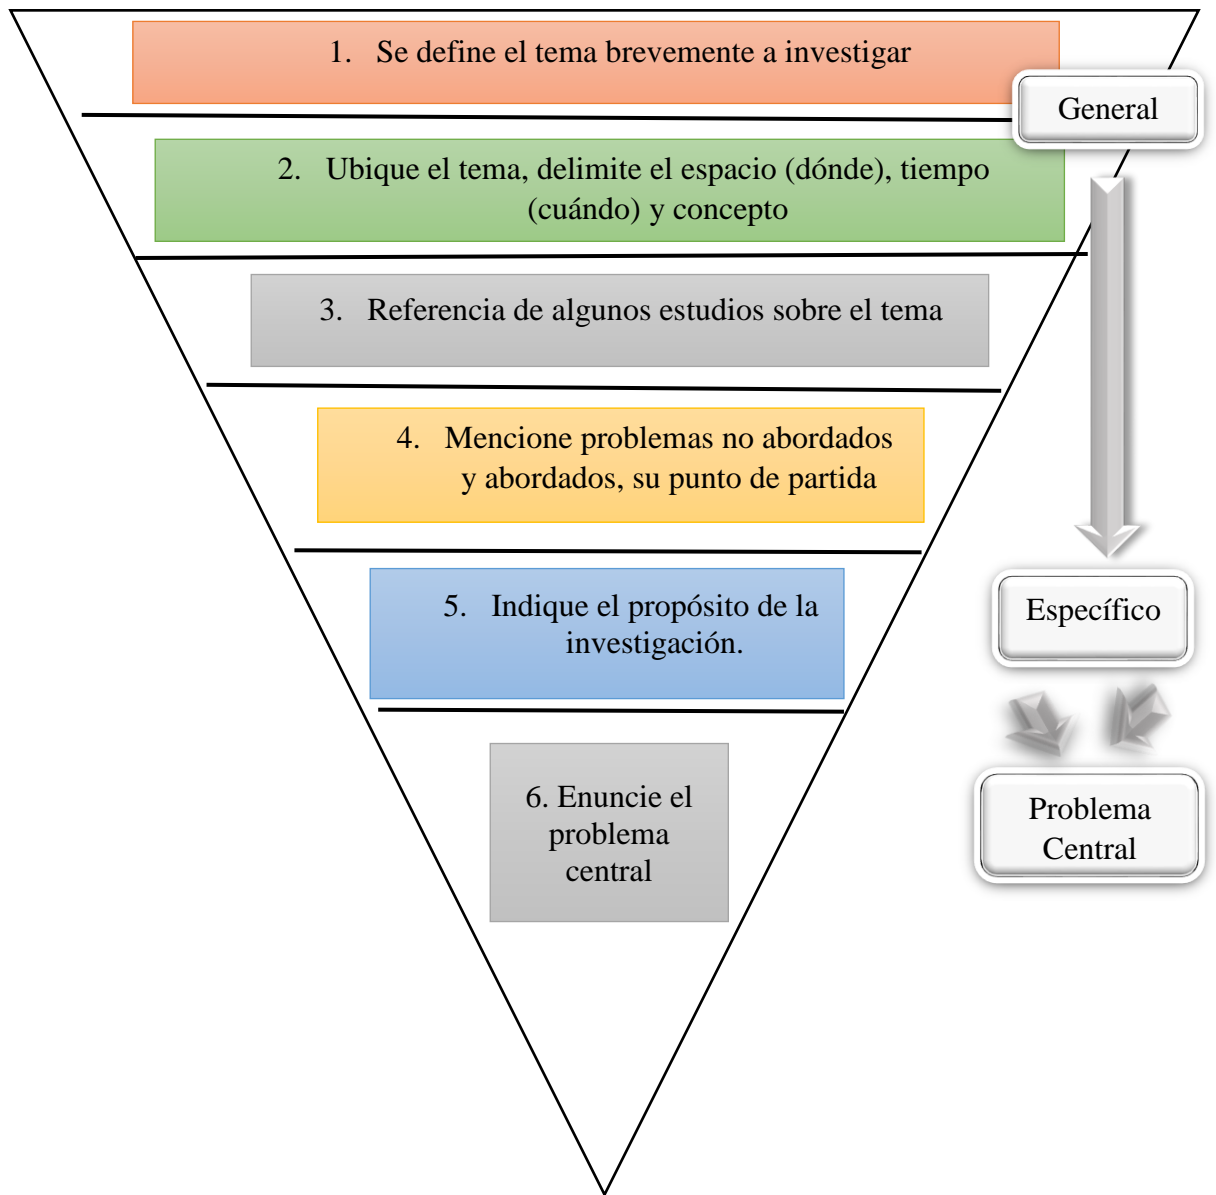 1. Se define el tema brevemente a investigar
General
2. Ubique el tema, delimite el espacio (dónde), tiempo
(cuándo) y concepto
3. Referencia de algunos estudios sobre el tema
4. Mencione problemas no abordados
y abordados, su punto de partida
5. Indique el propósito de la
investigación.
Específico
6. Enuncie el
problema
central
Problema
Central